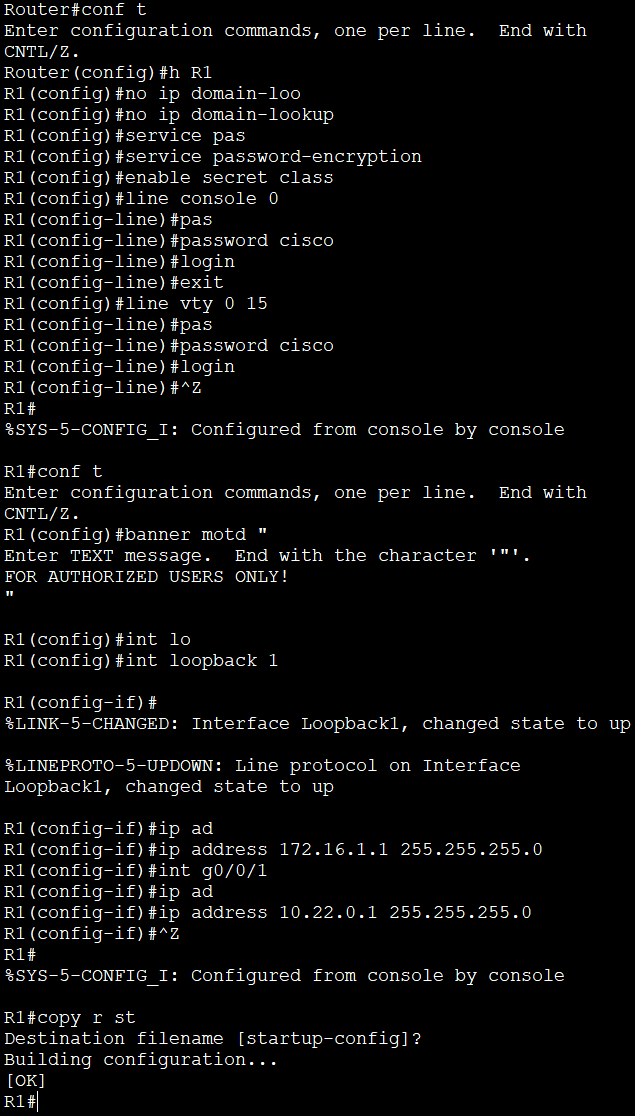 Router#conf t
Enter configuration commands, one per line.  End with
CNTL/Z.
Router(config)#h R1
R1(config)#no ip domain-loo
R1(config)#no ip domain-lookup
R1(config)#service pas
R1(config)#service password-encryption
R1(config)#enable secret class
R1(config)#line console 0
R1(config-line)#pas
R1(config-line)#password cisco
R1(config-line)#login
R1(config-line)#exit
R1(config)#line vty 0 15
R1(config-line)#pas
R1(config-line)#password cisco
R1(config-line)#login
R1(config-line)#^Z
R1#
%SYS-5-CONFIG_I: Configured from console by console

R1#conf t
Enter configuration commands, one per line.  End with
CNTL/Z.
R1(config)#banner motd "
Enter TEXT message.  End with the character '"'.
FOR AUTHORIZED USERS ONLY!
"

R1(config)#int lo
R1(config)#int loopback 1

R1(config-if)#
%LINK-5-CHANGED: Interface Loopback1, changed state to up

%LINEPROTO-5-UPDOWN: Line protocol on Interface
Loopback1, changed state to up

R1(config-if)#ip ad
R1(config-if)#ip address 172.16.1.1 255.255.255.0
R1(config-if)#int g0/0/1
R1(config-if)#ip ad
R1(config-if)#ip address 10.22.0.1 255.255.255.0
R1(config-if)#^Z
R1#
%SYS-5-CONFIG_I: Configured from console by console

R1#copy r st
Destination filename [startup-config]?
Building configuration...
[OK]
R1#